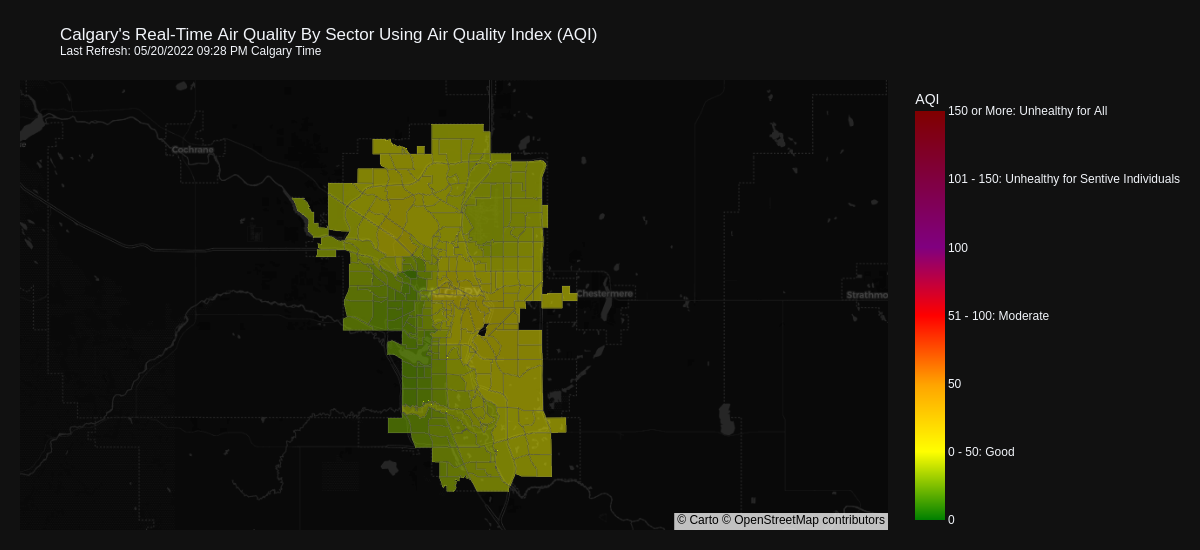 Calgary's Real-Time Air Quality By Sector Using Air Quality Index (AQI)
Last Refresh: 05/20/2022 09:28 PM Calgary Time
AQI
150 or More: Unhealthy for All
Cochrane
101 - 150: Unhealthy for Sentive Individuals
100
Chestermere
Strathmo
51 - 100: Moderate
50
0 - 50: Good
0
© Carto © OpenStreetMap contributors